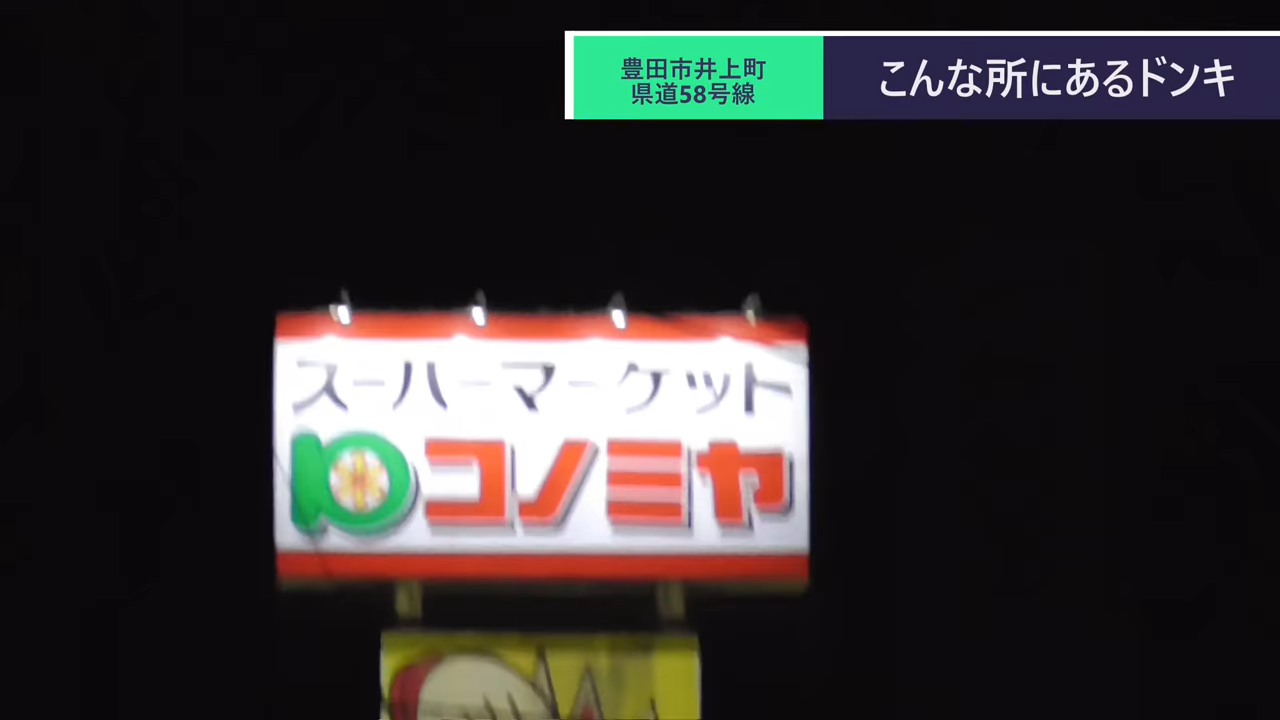 豊田市井上町
県道58号線
こんな所にあるドンキ
スーパーマーケット
コノミヤ